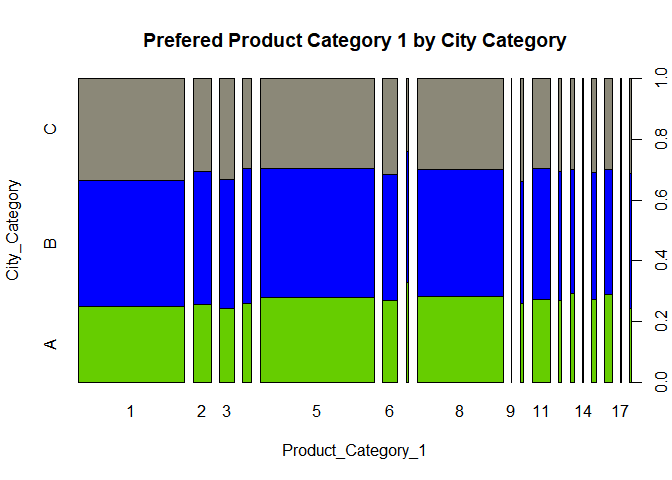 Prefered Product Category 1 by City Category
City_Category
C
B
A
1.0
0.8
0.6
0.4
0.2
0.0
1 2 3 5 6 8 9 11 14 17
Product_Category_1